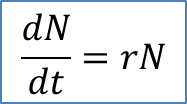 dN/dt = rN